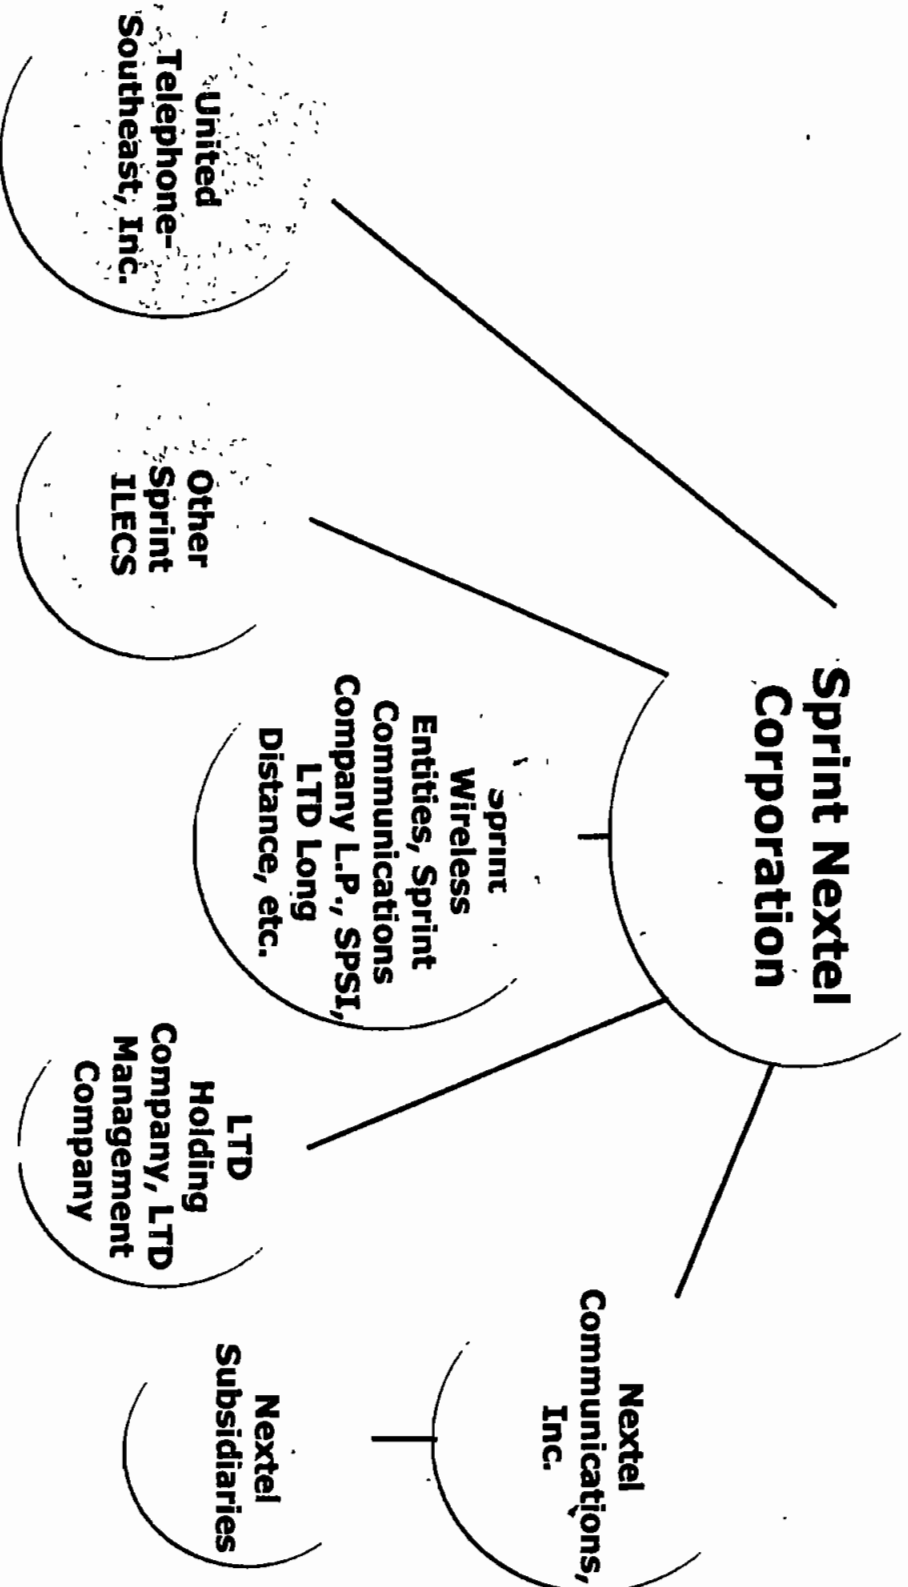 Sprint Nextel
Corporation
United
Telephone-
Southeast, Inc.
Other
Sprint
ILECS
Sprint
Wireless
Entities, Sprint
Communications
Company L.P., SPSI,
LTD Long
Distance, etc.
LTD
Holding
Company, LTD
Management
Company
Nextel
Communications,
Inc.
Nextel
Subsidiaries